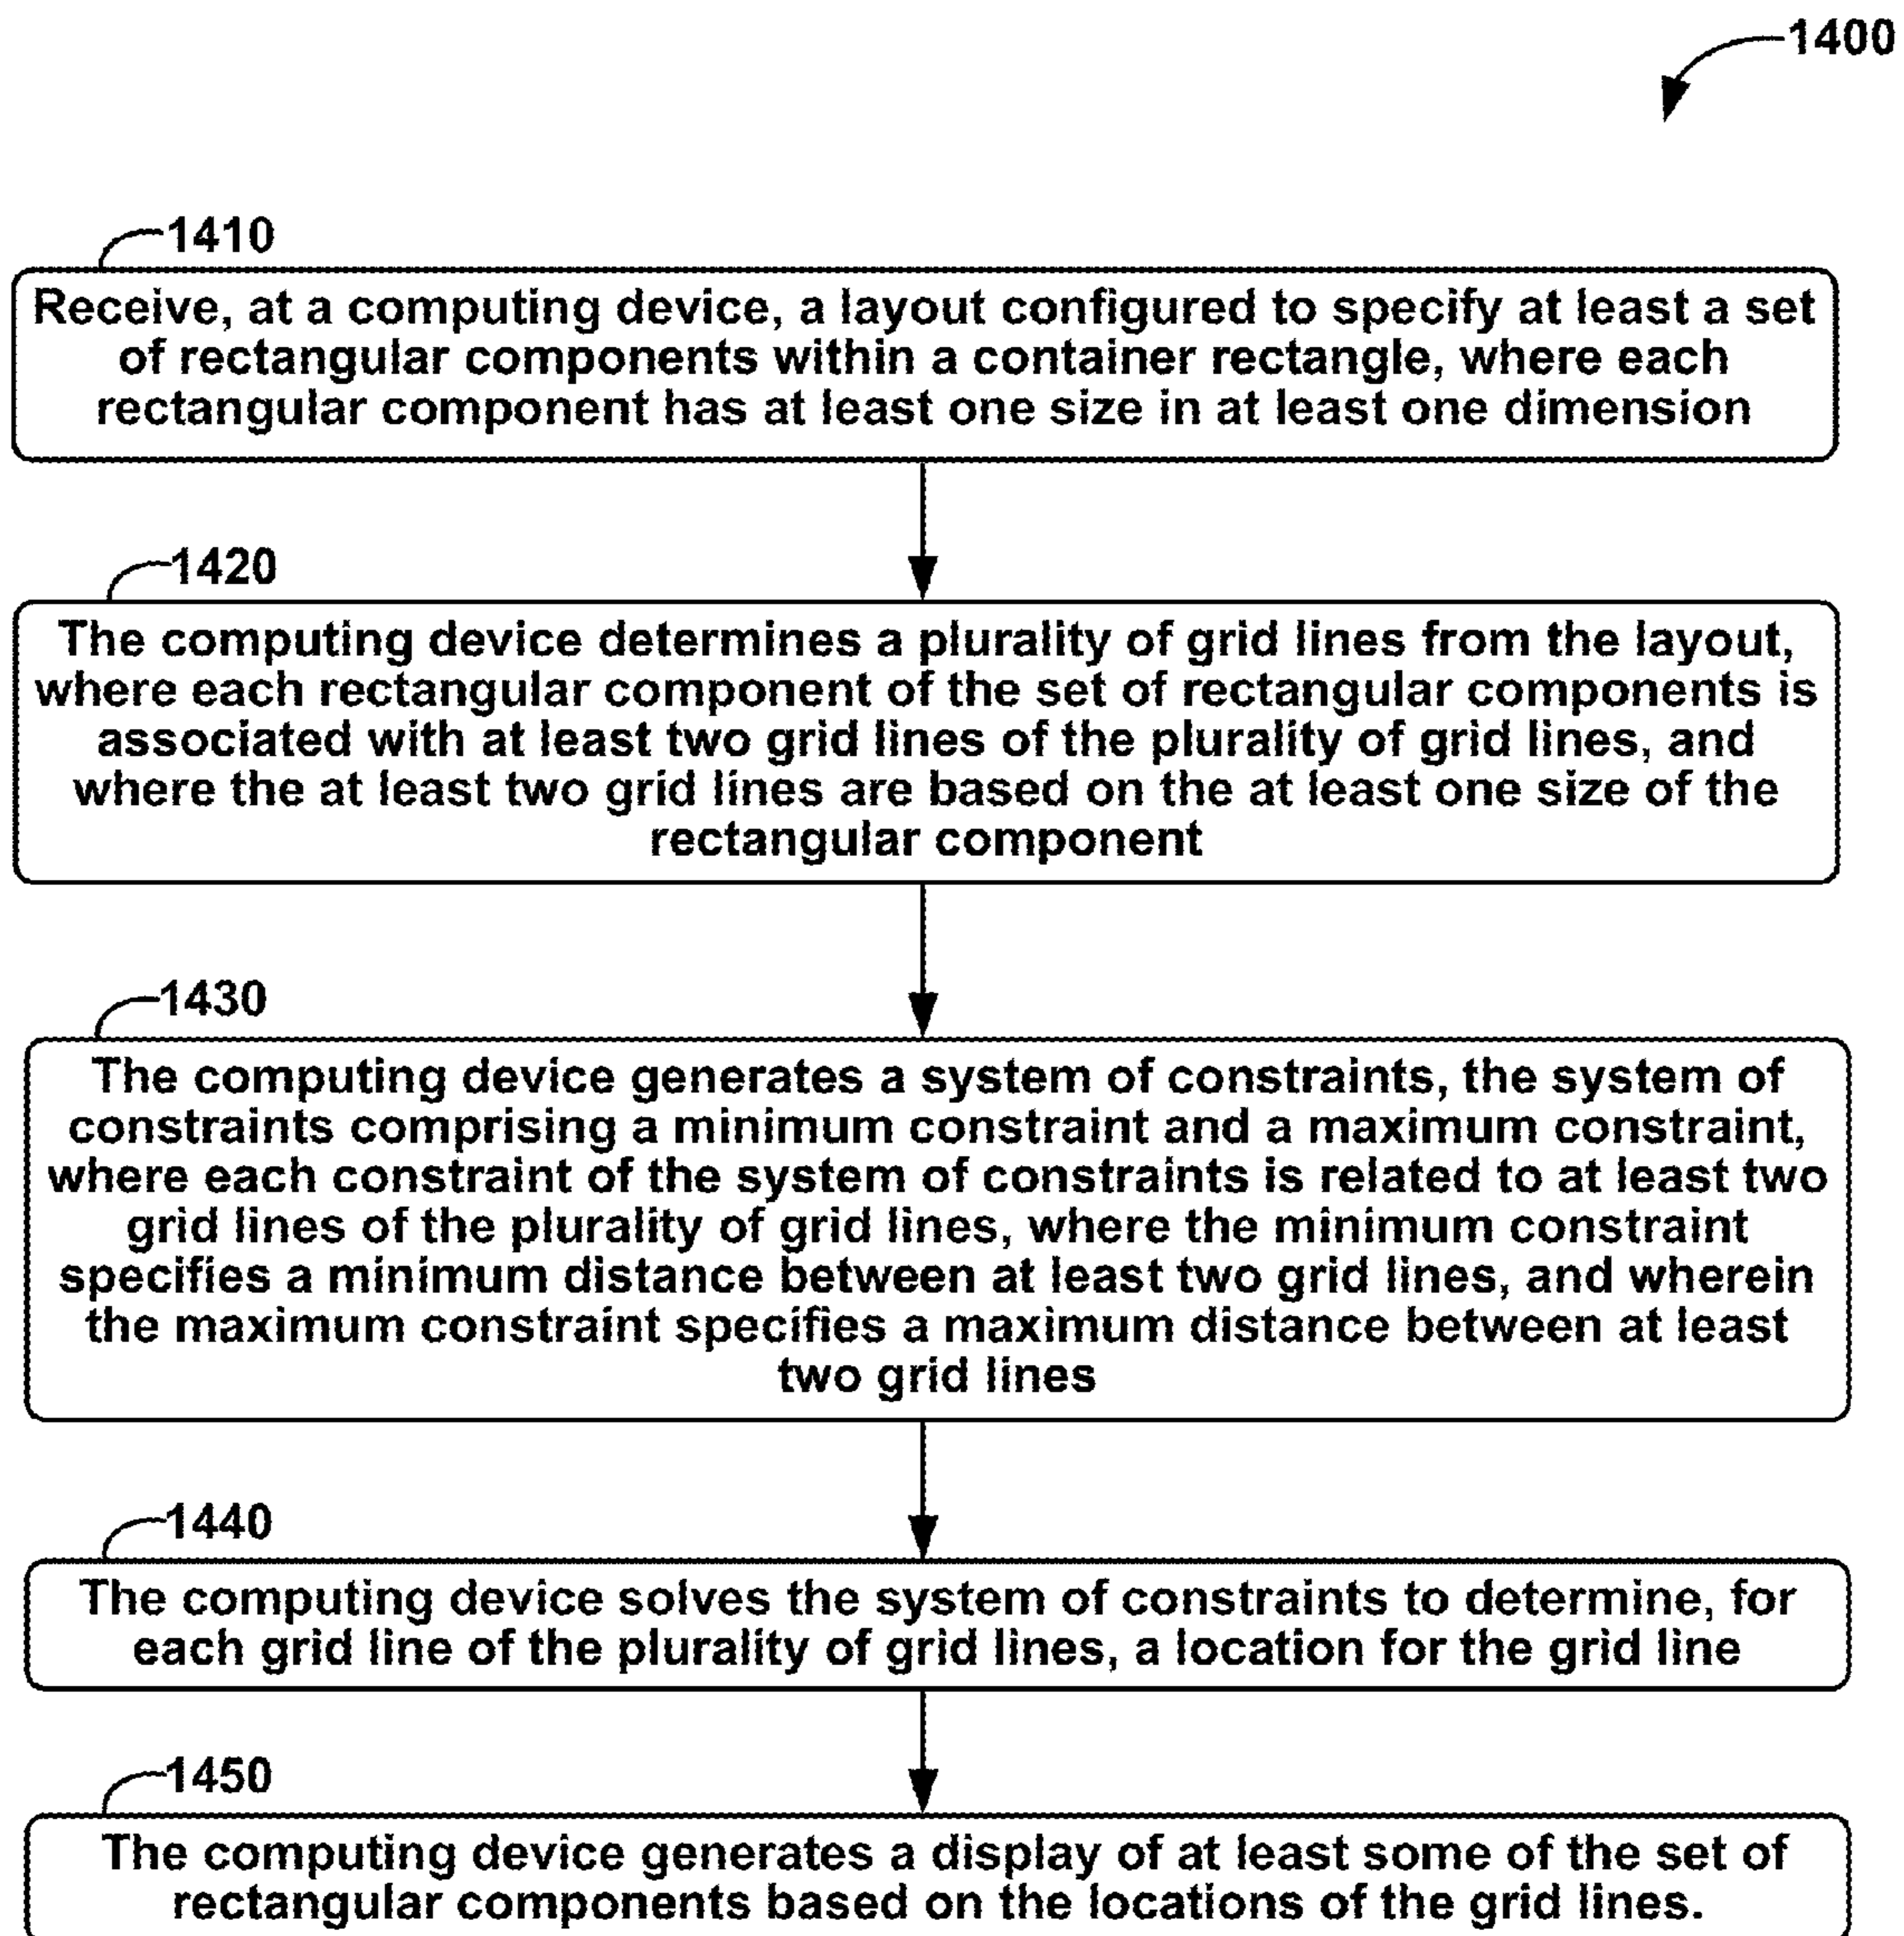 1400
1410
Receive, at a computing device, a layout configured to specify at least a set
of rectangular components within a container rectangle, where each
rectangular component has at least one size in at least one dimension
1420
The computing device determines a plurality of grid lines from the layout,
where each rectangular component of the set of rectangular components is
associated with at least two grid lines of the plurality of grid lines, and
where the at least two grid lines are based on the at least one size of the
rectangular component
1430
The computing device generates a system of constraints, the system of
constraints comprising a minimum constraint and a maximum constraint,
where each constraint of the system of constraints is related to at least two
grid lines of the plurality of grid lines, where the minimum constraint
specifies a minimum distance between at least two grid lines, and wherein
the maximum constraint specifies a maximum distance between at least
two grid lines
1440
The computing device solves the system of constraints to determine, for
each grid line of the plurality of grid lines, a location for the grid line
1450
The computing device generates a display of at least some of the set of
rectangular components based on the locations of the grid lines.